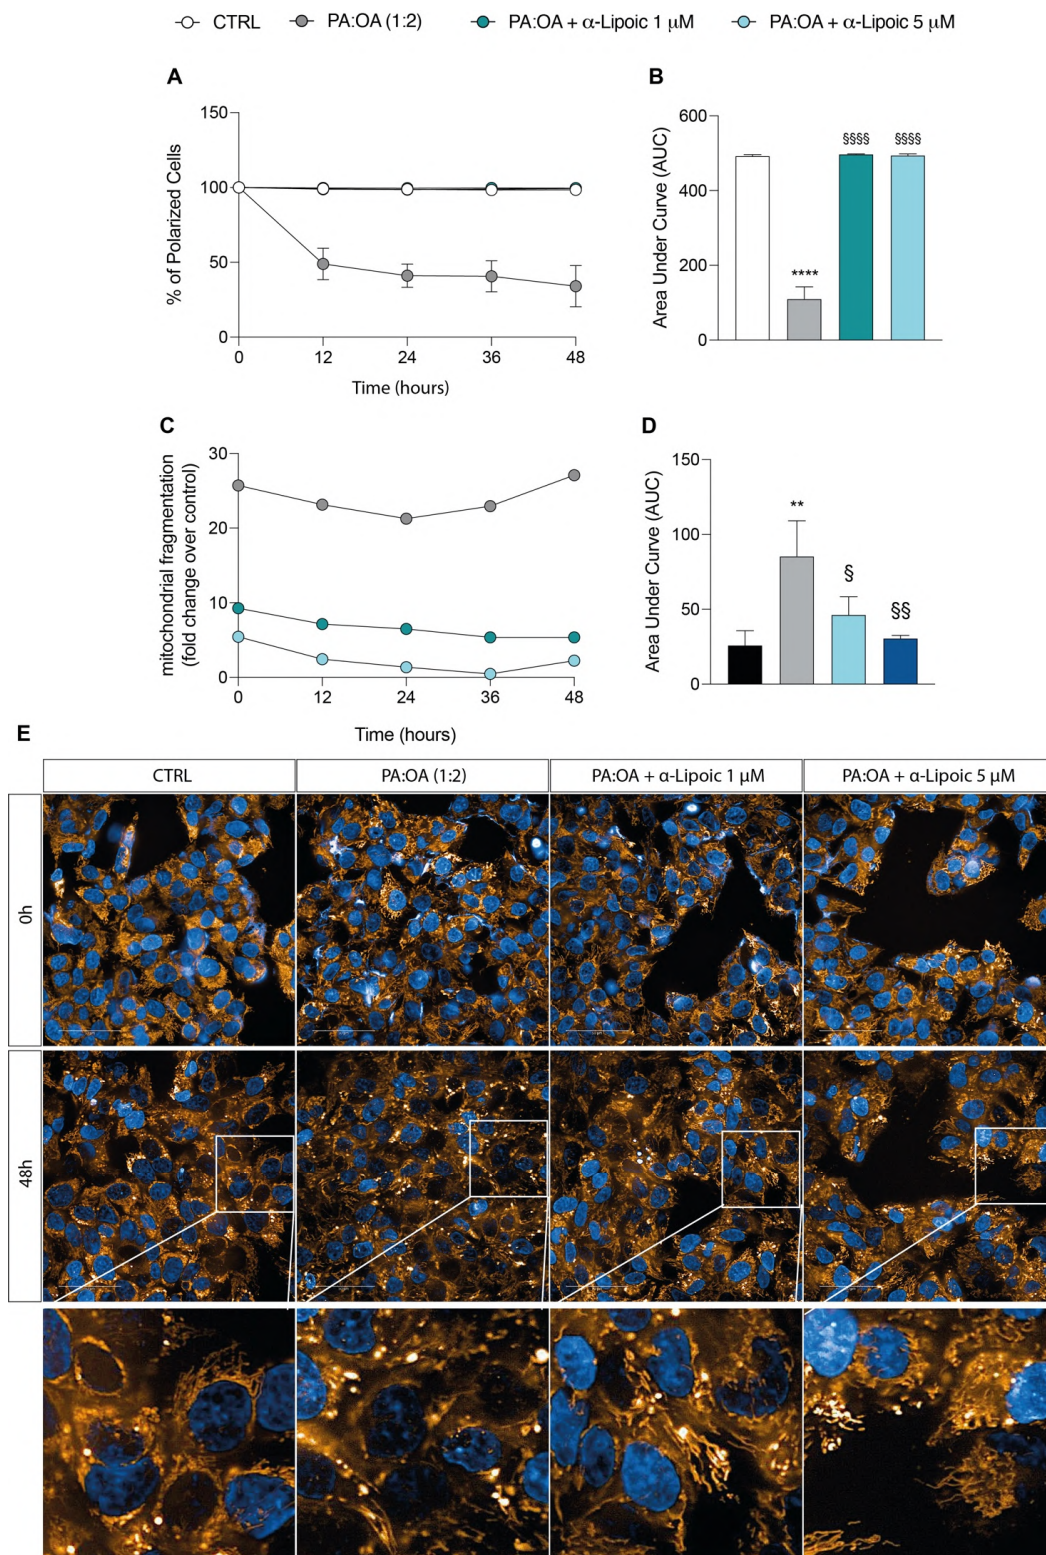 CTRL PA:OA (1:2) PA:OA + α-Lipoic 1 μM PA:OA + α-Lipoic 5 μM
A
150
100
50
0
% of Polarized Cells
0 12 24 36 48
Time (hours)
B
600
400
200
0
Area Under Curve (AUC)
****
§§§§
§§§§
C
30
20
10
0
mitochondrial fragmentation
(fold change over control)
0 12 24 36 48
Time (hours)
D
150
100
50
0
Area Under Curve (AUC)
**
§
§§
E
CTRL PA:OA (1:2) PA:OA + α-Lipoic 1 μM PA:OA + α-Lipoic 5 μM
0h
48h